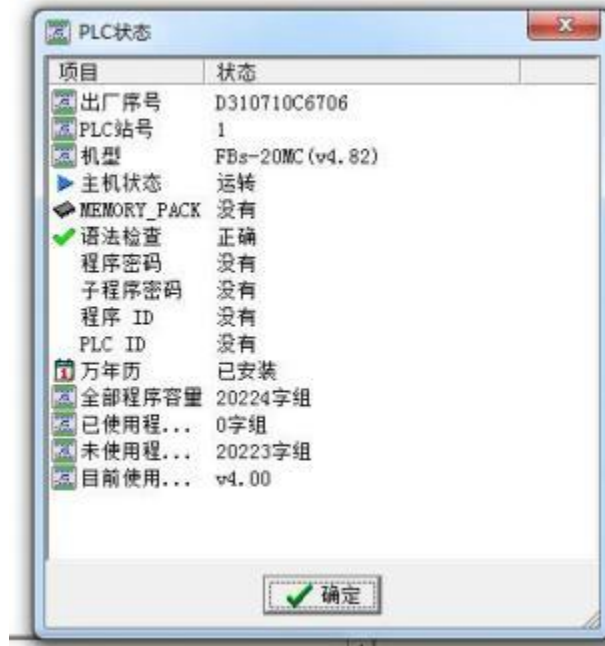 PLC状态
项目 状态
出厂序号 D310710C6706
PLC站号 1
机型 FBs-20MC(v4.82)
主机状态 运转
MEMORY_PACK 没有
语法检查 正确
程序密码 没有
子程序密码 没有
程序 ID 没有
PLC ID 没有
万年历 已安装
全部程序容量 20224字组
已使用程... 0字组
未使用程... 20223字组
目前使用... v4.00
确定